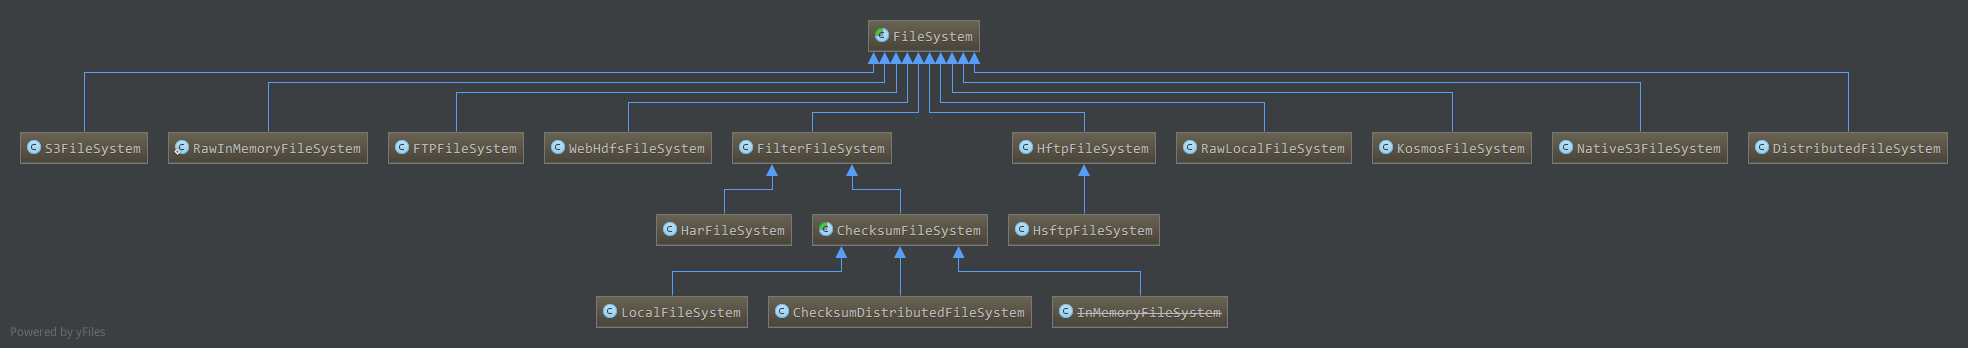 FileSystem
S3FileSystem
RawInMemoryFileSystem
FTPFileSystem
WebHdfsFileSystem
FilterFileSystem
HftpFileSystem
RawLocalFileSystem
KosmosFileSystem
NativeS3FileSystem
DistributedFileSystem
HarFileSystem
ChecksumFileSystem
HsftpFileSystem
LocalFileSystem
ChecksumDistributedFileSystem
InMemoryFileSystem
Powered by yFiles